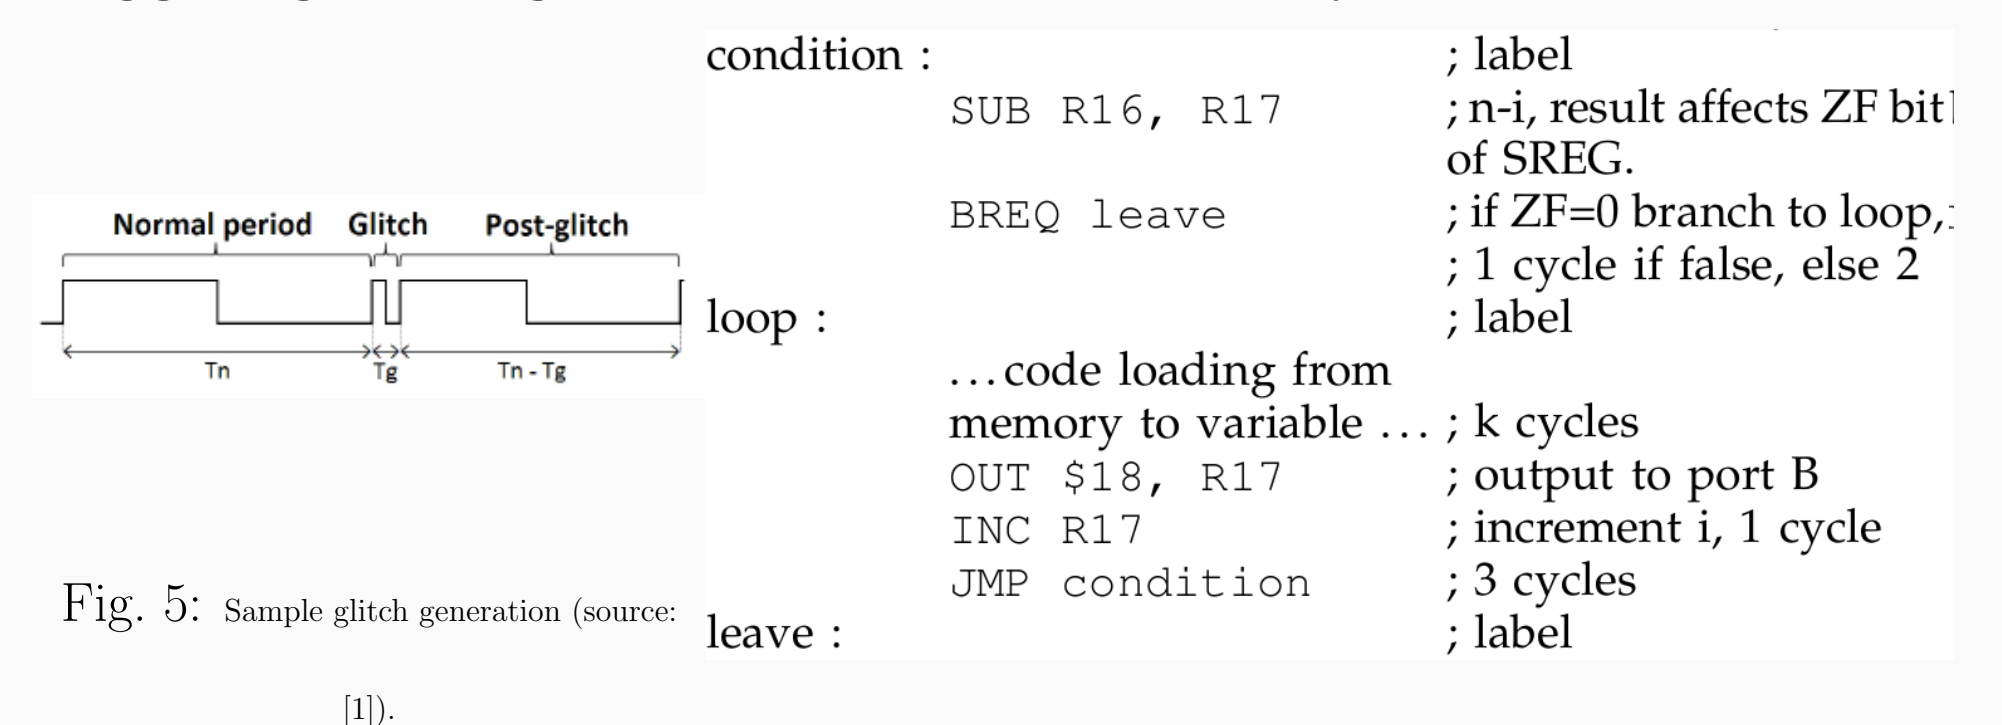 Normal period Glitch Post-glitch
Tn Tg Tn - Tg
Fig. 5: Sample glitch generation (source:
[1]).
condition : ; label
SUB R16, R17 ; n-i, result affects ZF bit
of SREG.
BREQ leave ; if ZF=0 branch to loop,
; 1 cycle if false, else 2
loop : ; label
...code loading from
memory to variable ... ; k cycles
OUT $18, R17 ; output to port B
INC R17 ; increment i, 1 cycle
JMP condition ; 3 cycles
leave : ; label